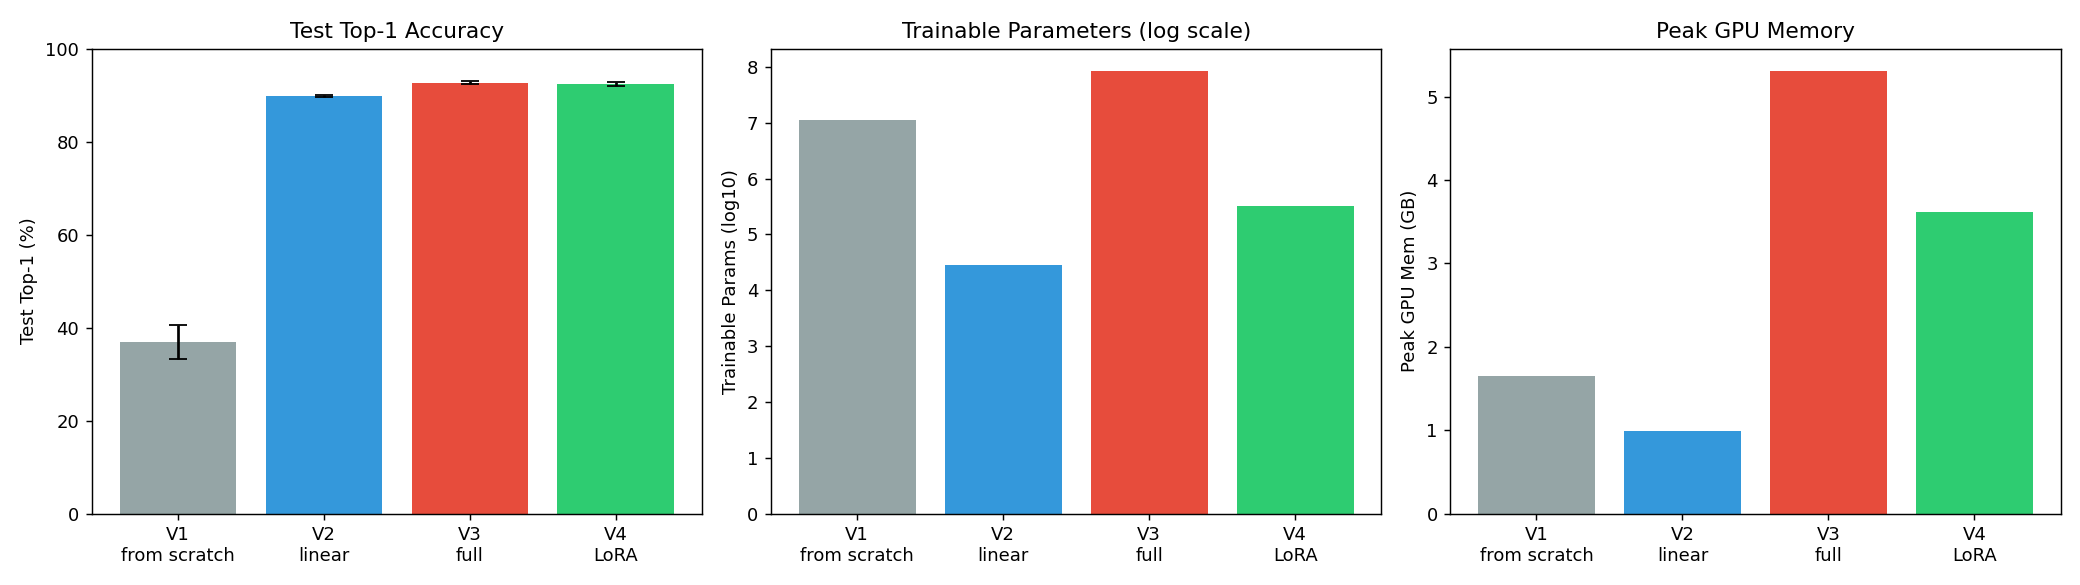 Test Top-1 Accuracy
Test Top-1 (%)
100
80
60
40
20
0
V1
from scratch
V2
linear
V3
full
V4
LoRA
Trainable Parameters (log scale)
Trainable Params (log10)
8
7
6
5
4
3
2
1
0
V1
from scratch
V2
linear
V3
full
V4
LoRA
Peak GPU Memory
Peak GPU Mem (GB)
5
4
3
2
1
0
V1
from scratch
V2
linear
V3
full
V4
LoRA